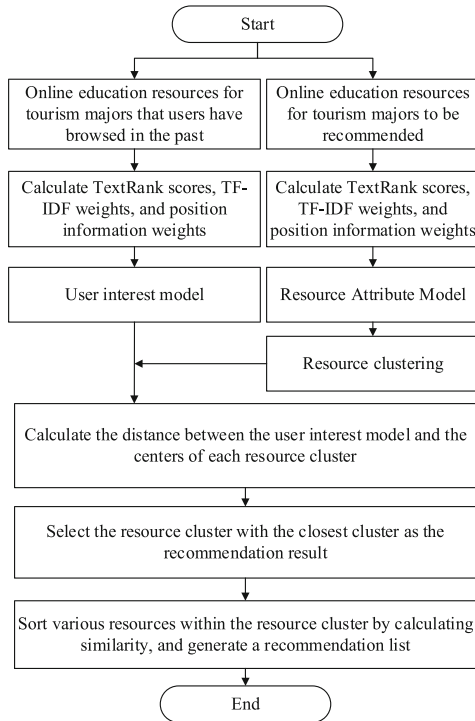 Start
Online education resources for
tourism majors that users have
browsed in the past
Online education resources
for tourism majors to be
recommended
Calculate TextRank scores, TF-
IDF weights, and position
information weights
Calculate TextRank scores,
TF-IDF weights, and
position information weights
User interest model
Resource Attribute Model
Resource clustering
Calculate the distance between the user interest model and the
centers of each resource cluster
Select the resource cluster with the closest cluster as the
recommendation result
Sort various resources within the resource cluster by calculating
similarity, and generate a recommendation list
End